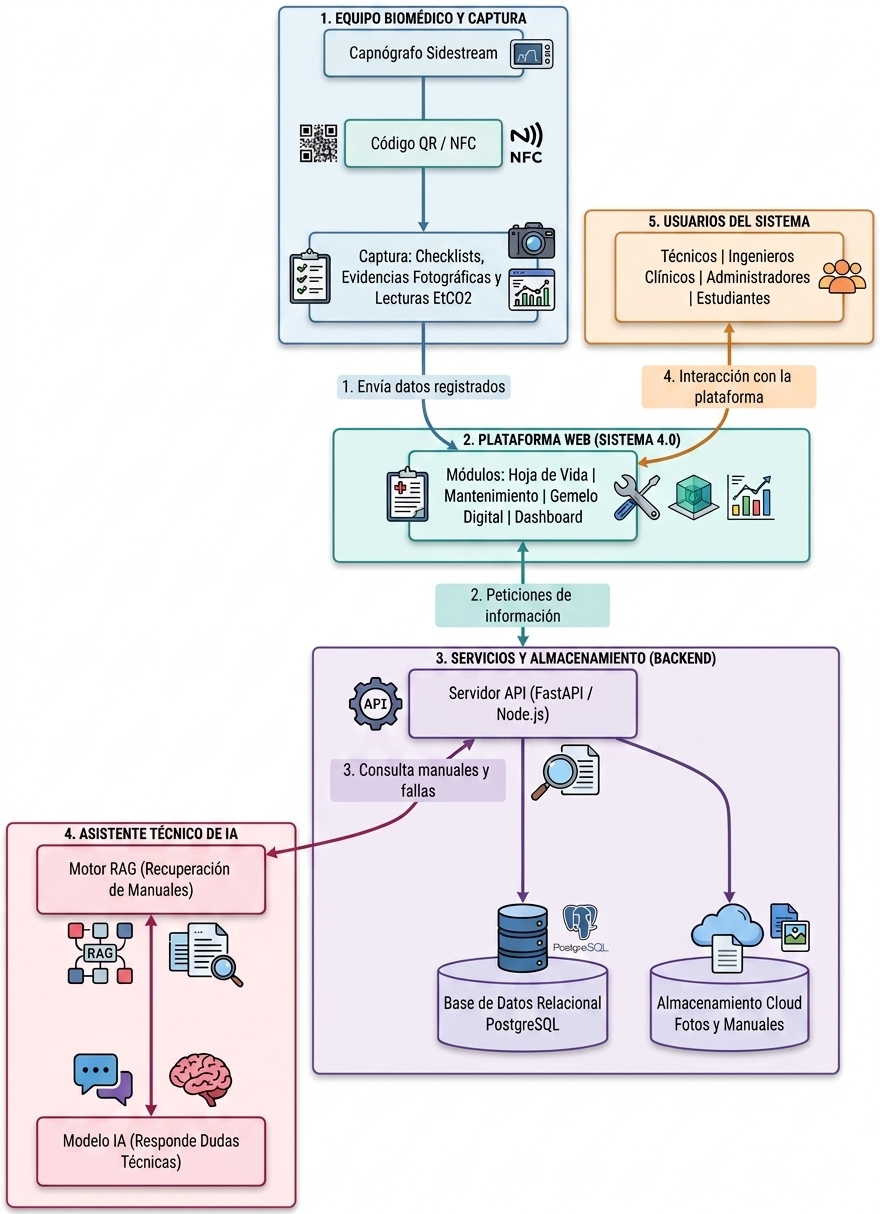 1. EQUIPO BIOMÉDICO Y CAPTURA
Capnógrafo Sidestream
Código QR / NFC
NFC
Captura: Checklists,
Evidencias Fotográficas y
Lecturas EtCO2
5. USUARIOS DEL SISTEMA
Técnicos | Ingenieros
Clínicos | Administradores
| Estudiantes
1. Envía datos registrados
4. Interacción con la
plataforma
2. PLATAFORMA WEB (SISTEMA 4.0)
Módulos: Hoja de Vida |
Mantenimiento | Gemelo
Digital | Dashboard
2. Peticiones de
información
3. SERVICIOS Y ALMACENAMIENTO (BACKEND)
API
Servidor API (FastAPI /
Node.js)
3. Consulta manuales y
fallas
4. ASISTENTE TÉCNICO DE IA
Motor RAG (Recuperación
de Manuales)
RAG
PostgreSQL
Base de Datos Relacional
PostgreSQL
Almacenamiento Cloud
Fotos y Manuales
Modelo IA (Responde Dudas
Técnicas)